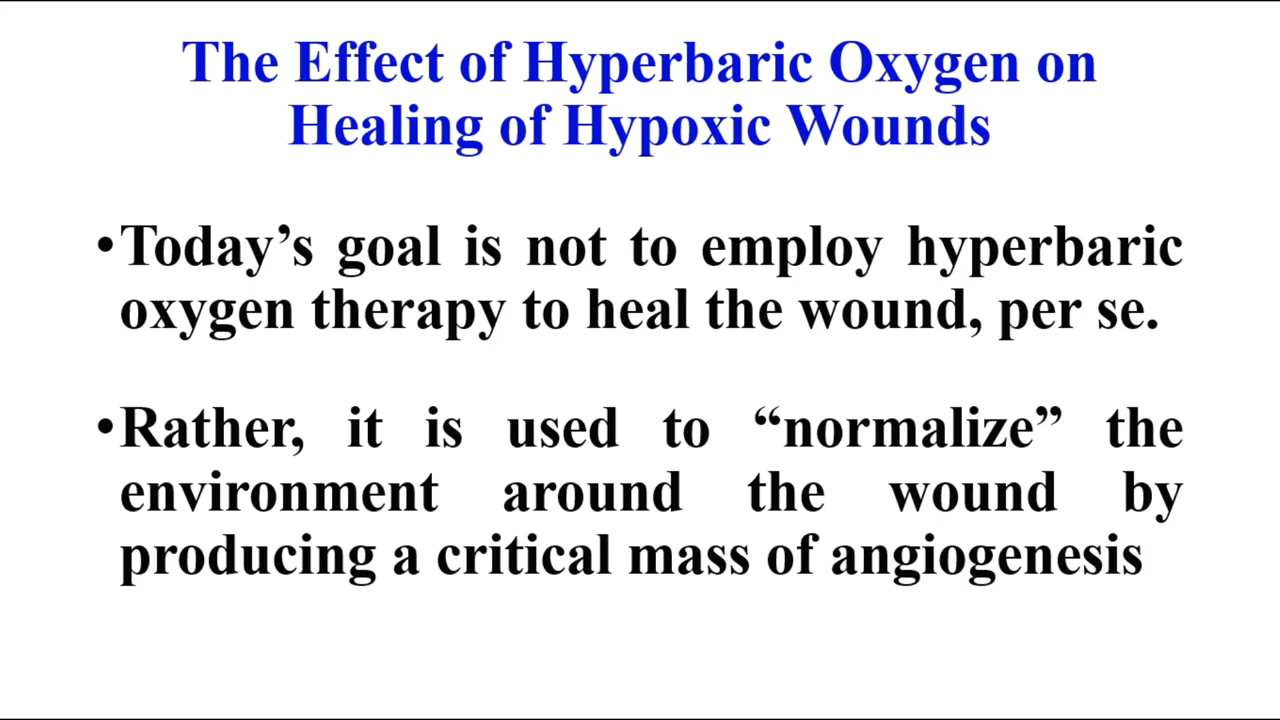 The Effect of Hyperbaric Oxygen on
Healing of Hypoxic Wounds
•Today’s goal is not to employ hyperbaric
oxygen therapy to heal the wound, per se.
•Rather, it is used to “normalize” the
environment around the wound by
producing a critical mass of angiogenesis